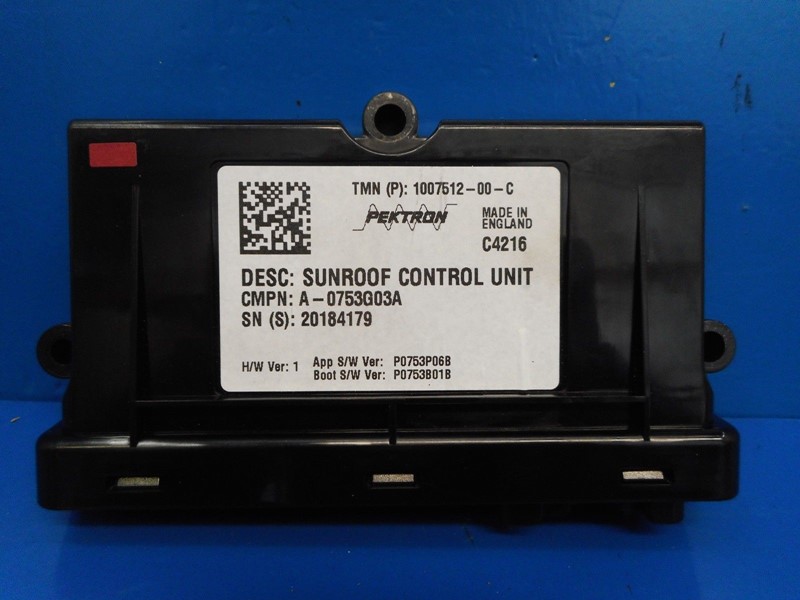 TMN (P): 1007512-00-C
PEKTRON
MADE IN
ENGLAND
C4216
DESC: SUNROOF CONTROL UNIT
CMPN: A-0753G03A
SN (S): 20184179
H/W Ver: 1
App S/W Ver: P0753P06B
Boot S/W Ver: P0753B01B